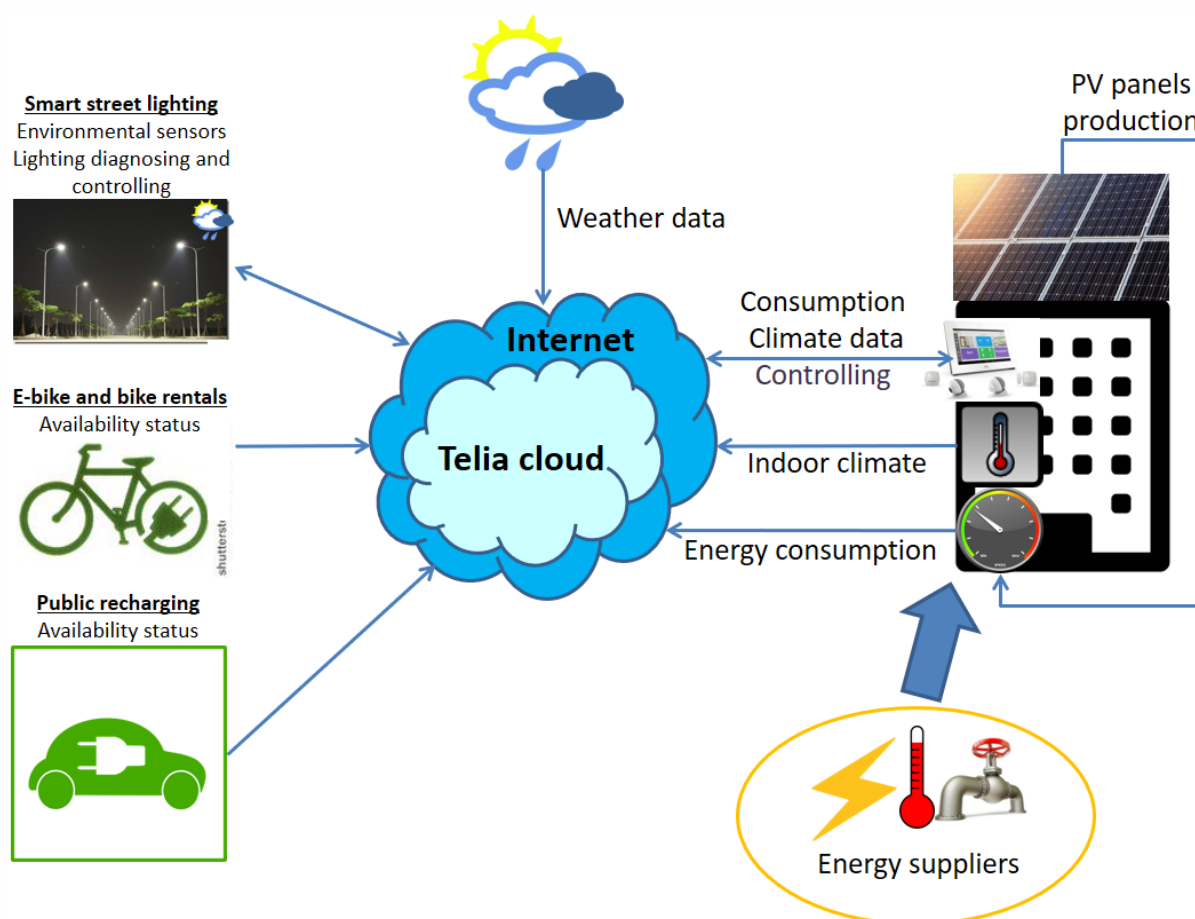 Smart street lighting
Environmental sensors
Lighting diagnosing and
controlling
E-bike and bike rentals
Availability status
Public recharging
Availability status
Weather data
Internet
Telia cloud
Consumption
Climate data
Controlling
Indoor climate
Energy consumption
PV panels
production
Energy suppliers